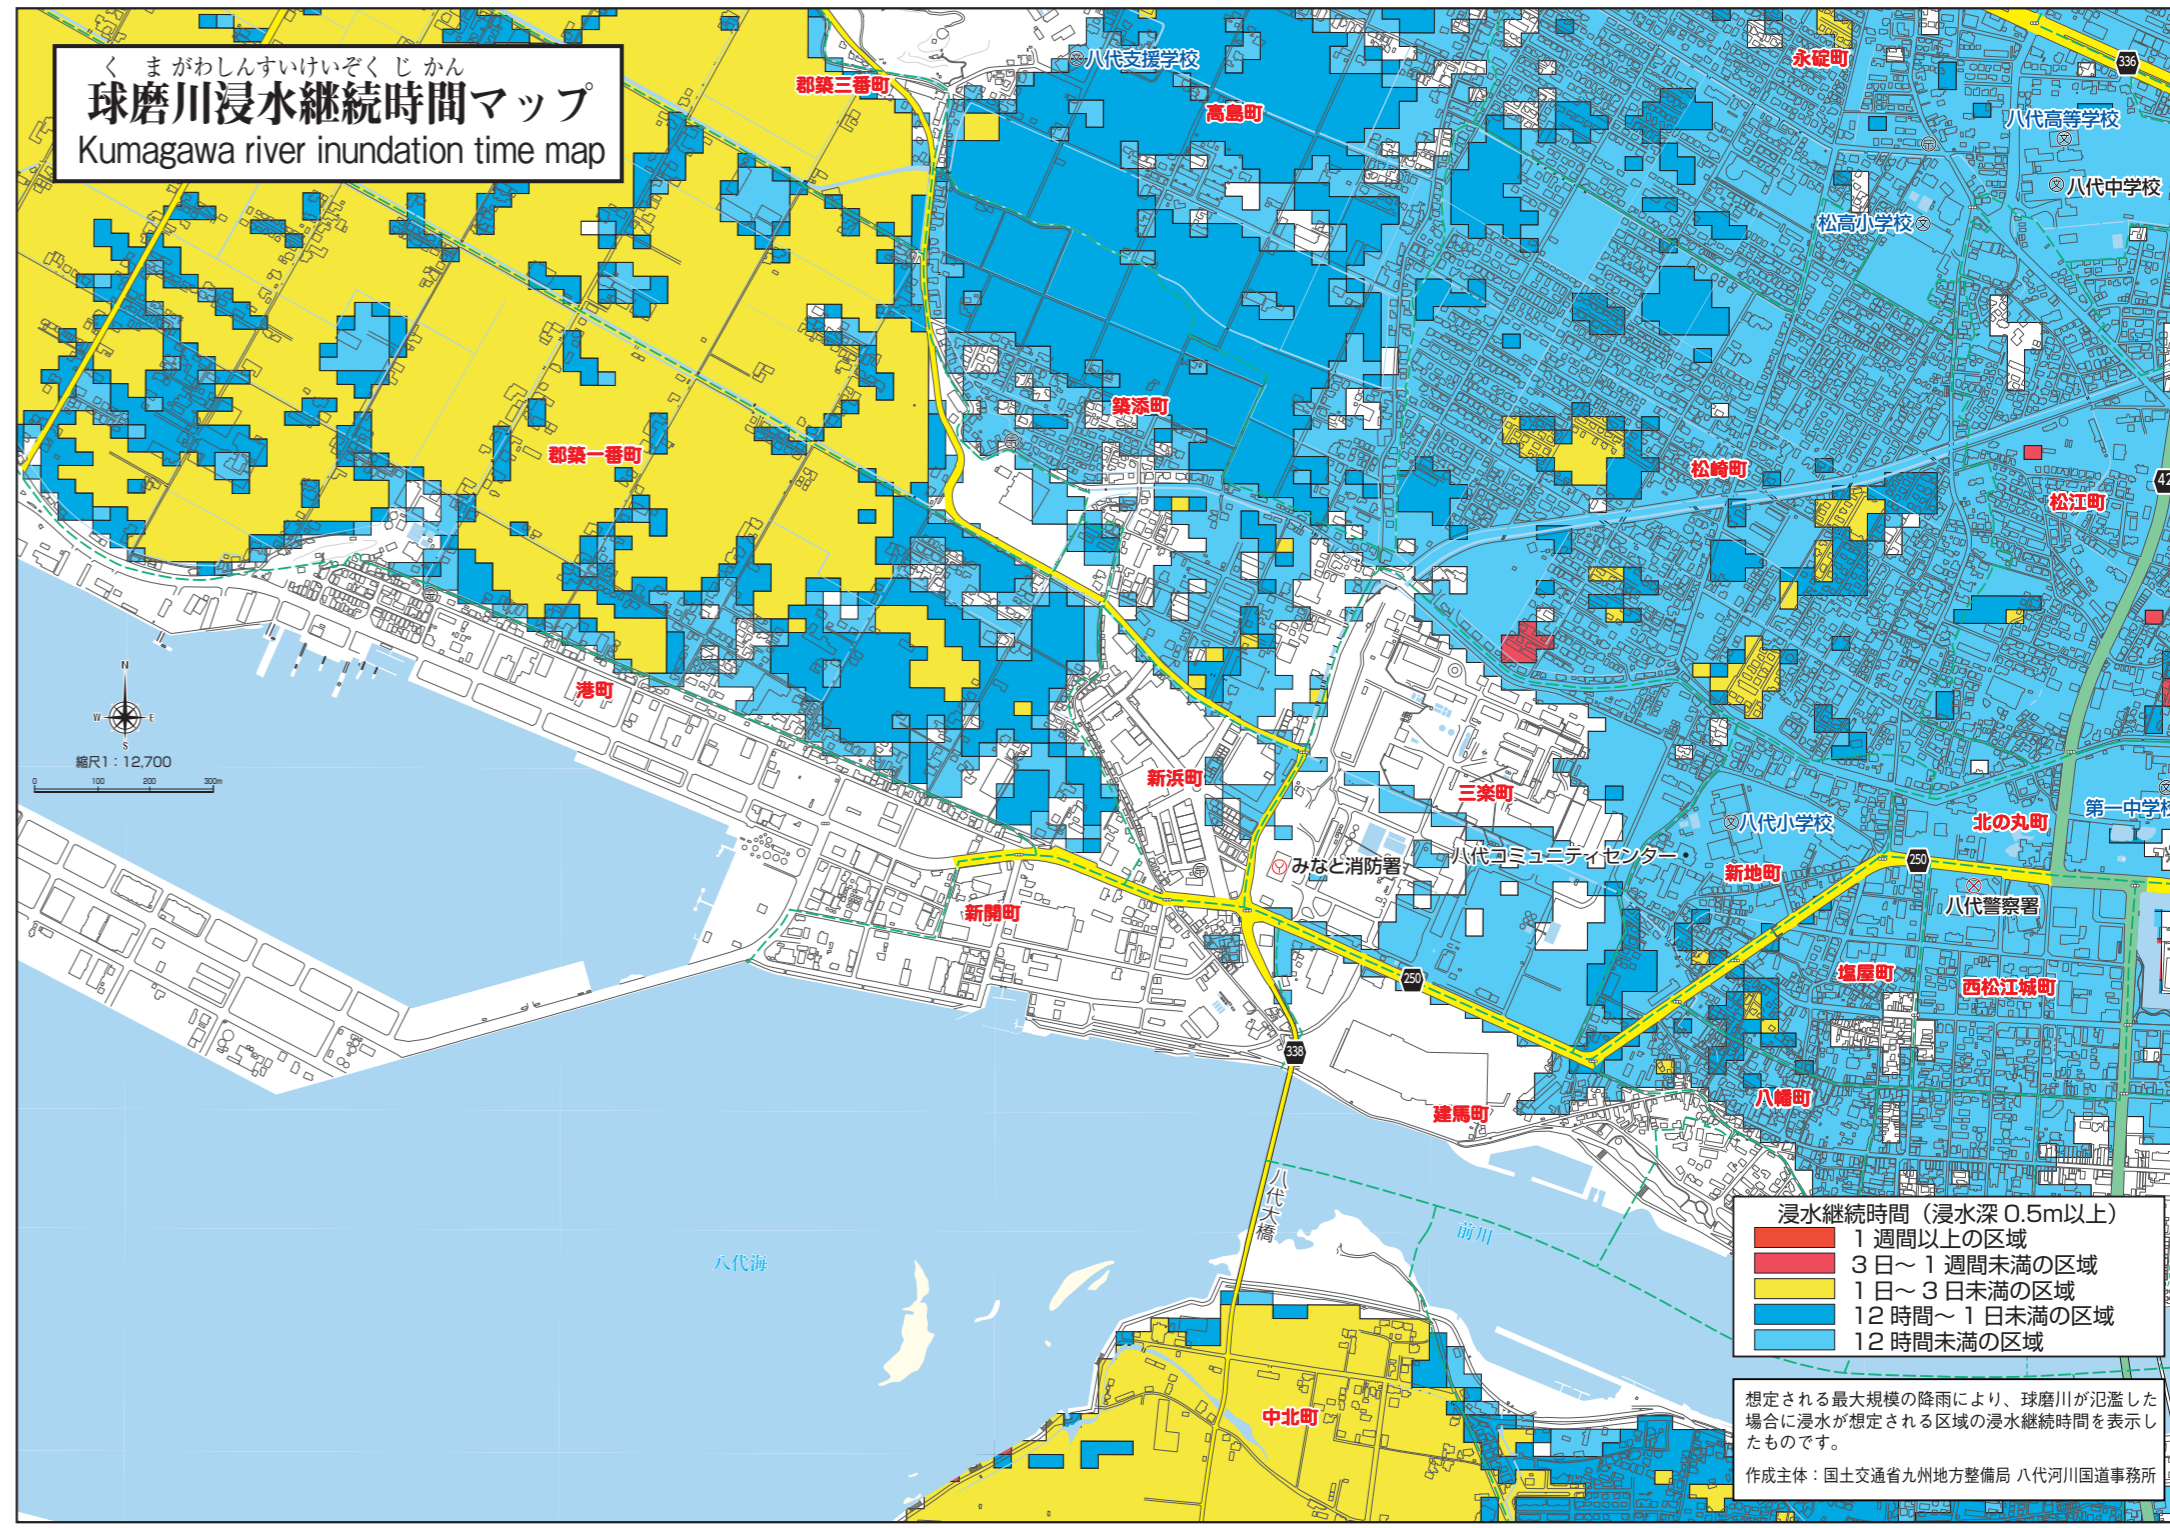 くまがわしんすいけいぞくじかん
球磨川浸水継続時間マップ
Kumagawa river inundation time map
八代支援学校
郡築三番町
高島町
永碇町
336
八代高等学校
八代中学校
松高小学校
築添町
郡築一番町
松崎町
松江町
42
N
W
E
S
縮尺1：12,700
0 100 200 300m
港町
新浜町
三楽町
八代小学校
北の丸町
第一中学校
みなと消防署
八代コミュニティセンター
新地町
250
八代警察署
新開町
250
塩屋町
西松江城町
338
建馬町
八幡町
八代大橋
前川
八代海
中北町
浸水継続時間（浸水深 0.5m以上）
1 週間以上の区域
3 日～ 1 週間未満の区域
1 日～ 3 日未満の区域
12 時間～ 1 日未満の区域
12 時間未満の区域
想定される最大規模の降雨により、球磨川が氾濫した
場合に浸水が想定される区域の浸水継続時間を表示し
たものです。
作成主体：国土交通省九州地方整備局 八代河川国道事務所